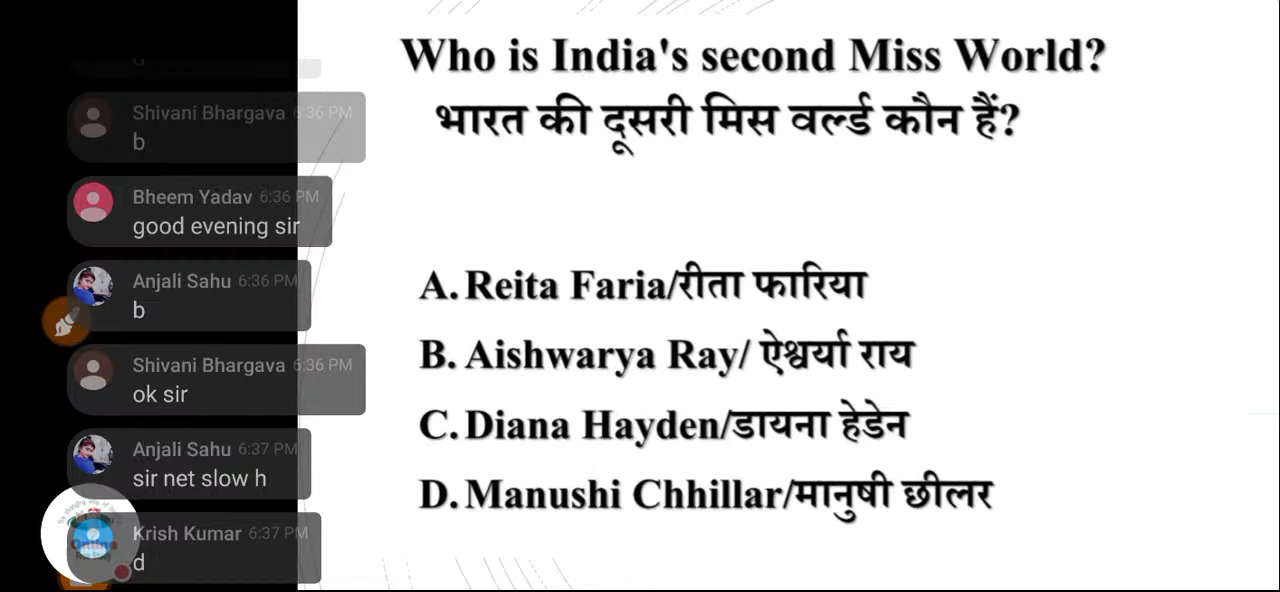 Shivani Bhargava 6:36 PM
b
Bheem Yadav 6:36 PM
good evening sir
Anjali Sahu 6:36 PM
b
Shivani Bhargava 6:36 PM
ok sir
Anjali Sahu 6:37 PM
sir net slow h
Krish Kumar 6:37 PM
d
Who is India's second Miss World?
भारत की दूसरी मिस वर्ल्ड कौन हैं?
A. Reita Faria/रीता फारिया
B. Aishwarya Ray/ ऐश्वर्या राय
C. Diana Hayden/डायना हेडेन
D. Manushi Chhillar/मानुषी छीलर